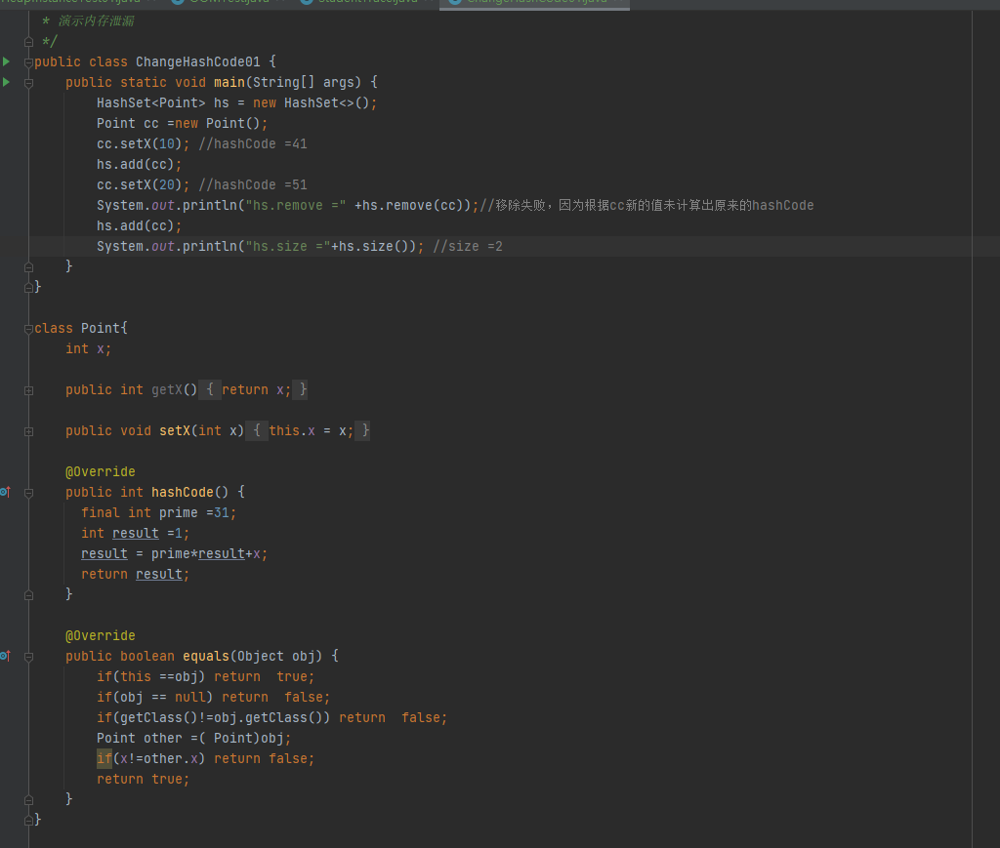 * 演示内存泄漏
*/
public class ChangeHashCode01 {
public static void main(String[] args) {
HashSet<Point> hs = new HashSet<>();
Point cc =new Point();
cc.setX(10); //hashCode =41
hs.add(cc);
cc.setX(20); //hashCode =51
System.out.println("hs.remove =" +hs.remove(cc));//移除失败，因为根据cc新的值未计算出原来的hashCode
hs.add(cc);
System.out.println("hs.size ="+hs.size()); //size =2
}
}
class Point{
int x;
public int getX() { return x; }
public void setX(int x) { this.x = x; }
@Override
public int hashCode() {
final int prime =31;
int result =1;
result = prime*result+x;
return result;
}
@Override
public boolean equals(Object obj) {
if(this ==obj) return  true;
if(obj == null) return  false;
if(getClass()!=obj.getClass()) return  false;
Point other =( Point)obj;
if(x!=other.x) return false;
return true;
}
}